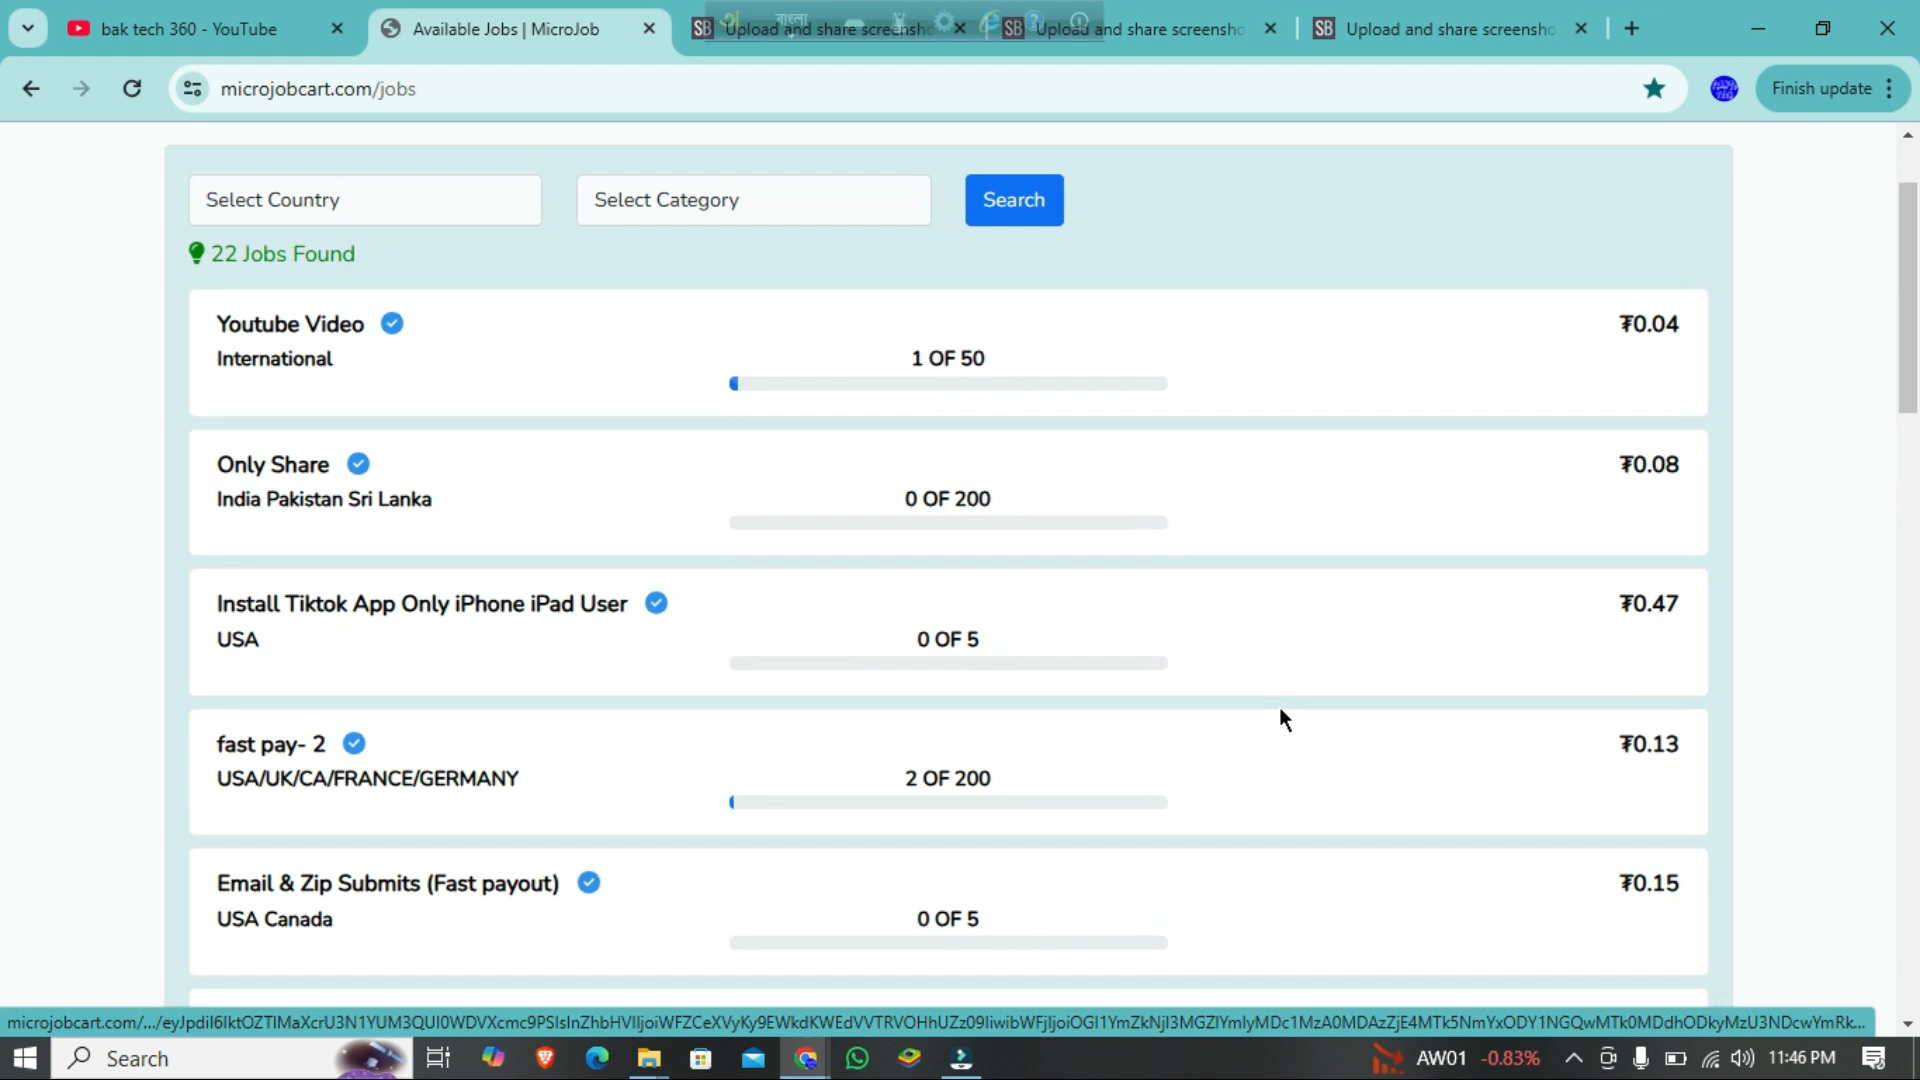 bak tech 360 - YouTube
Available Jobs | MicroJob
SB Upload and share screensho
SB Upload and share screensho
SB Upload and share screensho
microjobcart.com/jobs
Finish update
Select Country
Select Category
Search
22 Jobs Found
Youtube Video
₮0.04
International
1 OF 50
Only Share
₮0.08
India Pakistan Sri Lanka
0 OF 200
Install Tiktok App Only iPhone iPad User
₮0.47
USA
0 OF 5
fast pay- 2
₮0.13
USA/UK/CA/FRANCE/GERMANY
2 OF 200
Email & Zip Submits (Fast payout)
₮0.15
USA Canada
0 OF 5
Search
AW01 -0.83%
11:46 PM